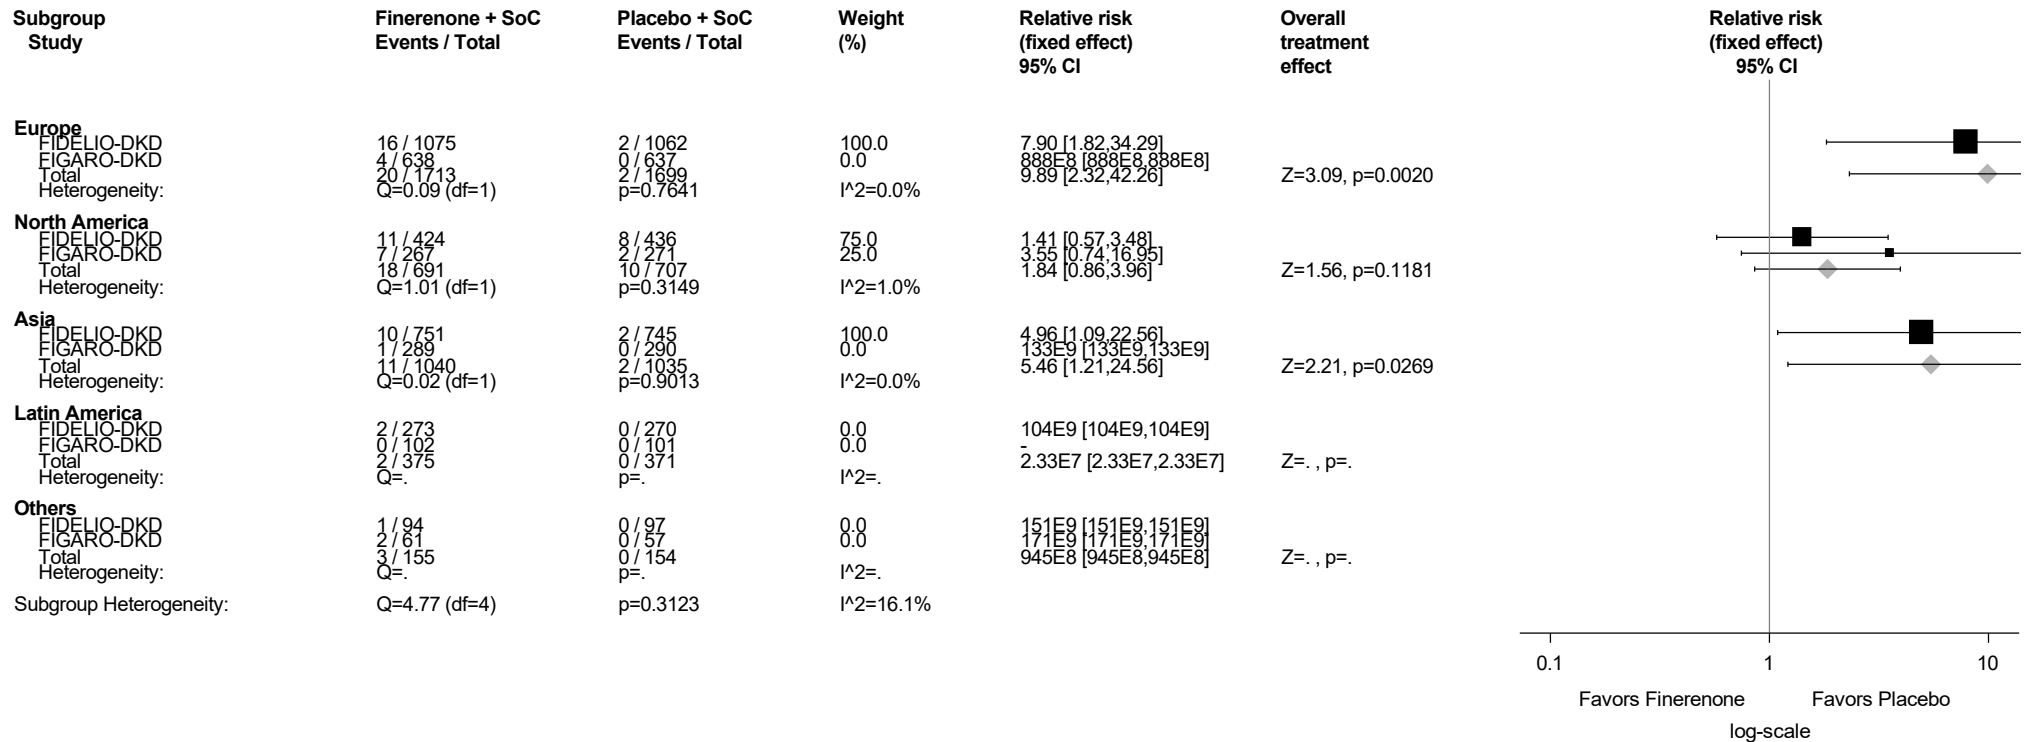 Subgroup Finerenone + SoC Placebo + SoC Weight Relative risk Overall Relative risk
Study Events / Total Events / Total (%) (fixed effect) treatment (fixed effect)
95% CI effect 95% CI
Europe
FIDELIO-DKD 16 / 1075 2 / 1062 100.0 7.90 [1.82,34.29]
FIGARO-DKD 4 / 638 0 / 637 0.0 888E8 [888E8,888E8]
Total 20 / 1713 2 / 1699 9.89 [2.32,42.26] Z=3.09, p=0.0020
Heterogeneity: Q=0.09 (df=1) p=0.7641 I^2=0.0%
North America
FIDELIO-DKD 11 / 424 8 / 436 75.0 1.41 [0.57,3.48]
FIGARO-DKD 7 / 267 2 / 271 25.0 3.55 [0.74,16.95]
Total 18 / 691 10 / 707 1.84 [0.86,3.96] Z=1.56, p=0.1181
Heterogeneity: Q=1.01 (df=1) p=0.3149 I^2=1.0%
Asia
FIDELIO-DKD 10 / 751 2 / 745 100.0 4.96 [1.09,22.56]
FIGARO-DKD 1 / 289 0 / 290 0.0 133E9 [133E9,133E9]
Total 11 / 1040 2 / 1035 5.46 [1.21,24.56] Z=2.21, p=0.0269
Heterogeneity: Q=0.02 (df=1) p=0.9013 I^2=0.0%
Latin America
FIDELIO-DKD 2 / 273 0 / 270 0.0 104E9 [104E9,104E9]
FIGARO-DKD 0 / 102 0 / 101 0.0 -
Total 2 / 375 0 / 371 2.33E7 [2.33E7,2.33E7] Z=. , p=.
Heterogeneity: Q=. p=. I^2=.
Others
FIDELIO-DKD 1 / 94 0 / 97 0.0 151E9 [151E9,151E9]
FIGARO-DKD 2 / 61 0 / 57 0.0 171E9 [171E9,171E9]
Total 3 / 155 0 / 154 945E8 [945E8,945E8] Z=. , p=.
Heterogeneity: Q=. p=. I^2=.
Subgroup Heterogeneity: Q=4.77 (df=4) p=0.3123 I^2=16.1%
0.1 1 10
Favors Finerenone Favors Placebo
log-scale